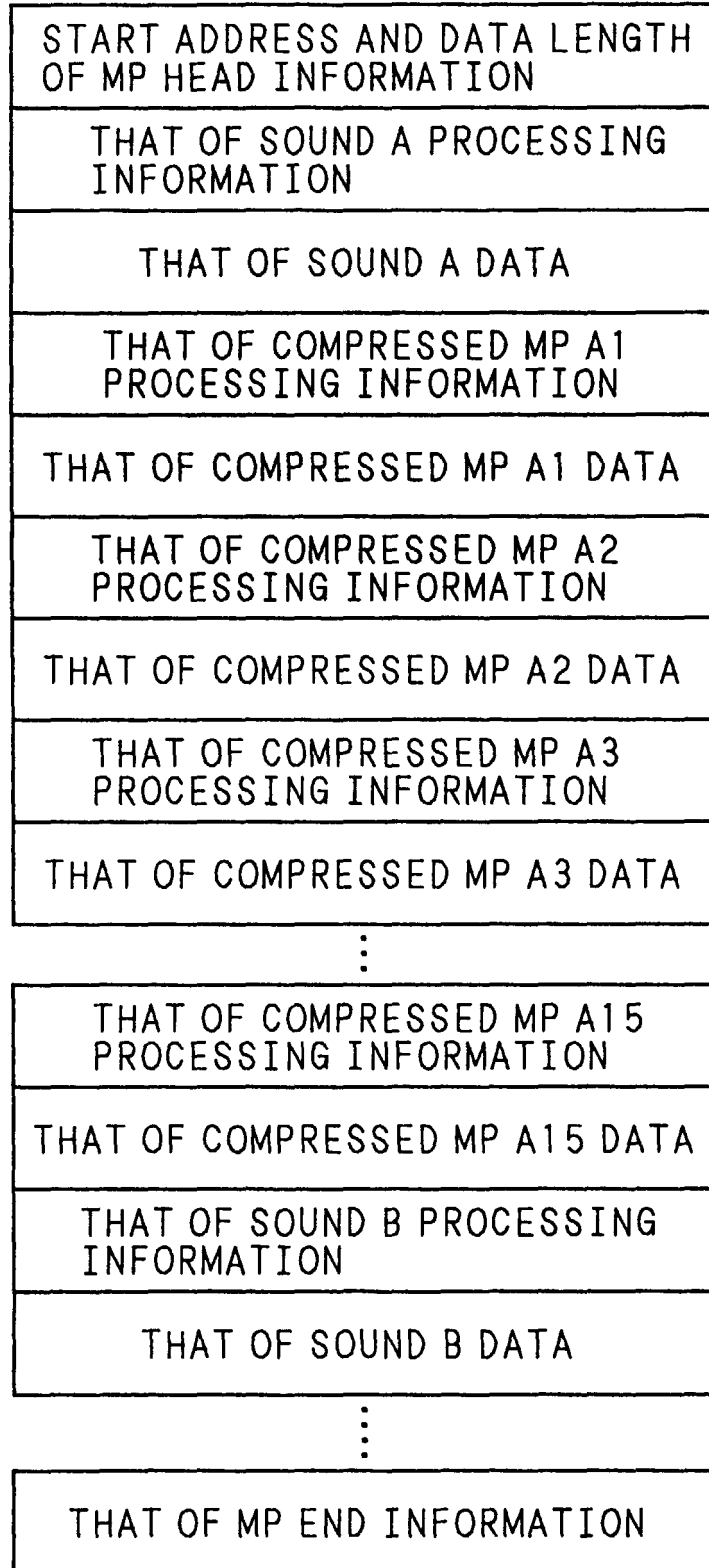 START ADDRESS AND DATA LENGTH
OF MP HEAD INFORMATION
THAT OF SOUND A PROCESSING
INFORMATION
THAT OF SOUND A DATA
THAT OF COMPRESSED MP A1
PROCESSING INFORMATION
THAT OF COMPRESSED MP A1 DATA
THAT OF COMPRESSED MP A2
PROCESSING INFORMATION
THAT OF COMPRESSED MP A2 DATA
THAT OF COMPRESSED MP A3
PROCESSING INFORMATION
THAT OF COMPRESSED MP A3 DATA
THAT OF COMPRESSED MP A15
PROCESSING INFORMATION
THAT OF COMPRESSED MP A15 DATA
THAT OF SOUND B PROCESSING
INFORMATION
THAT OF SOUND B DATA
THAT OF MP END INFORMATION